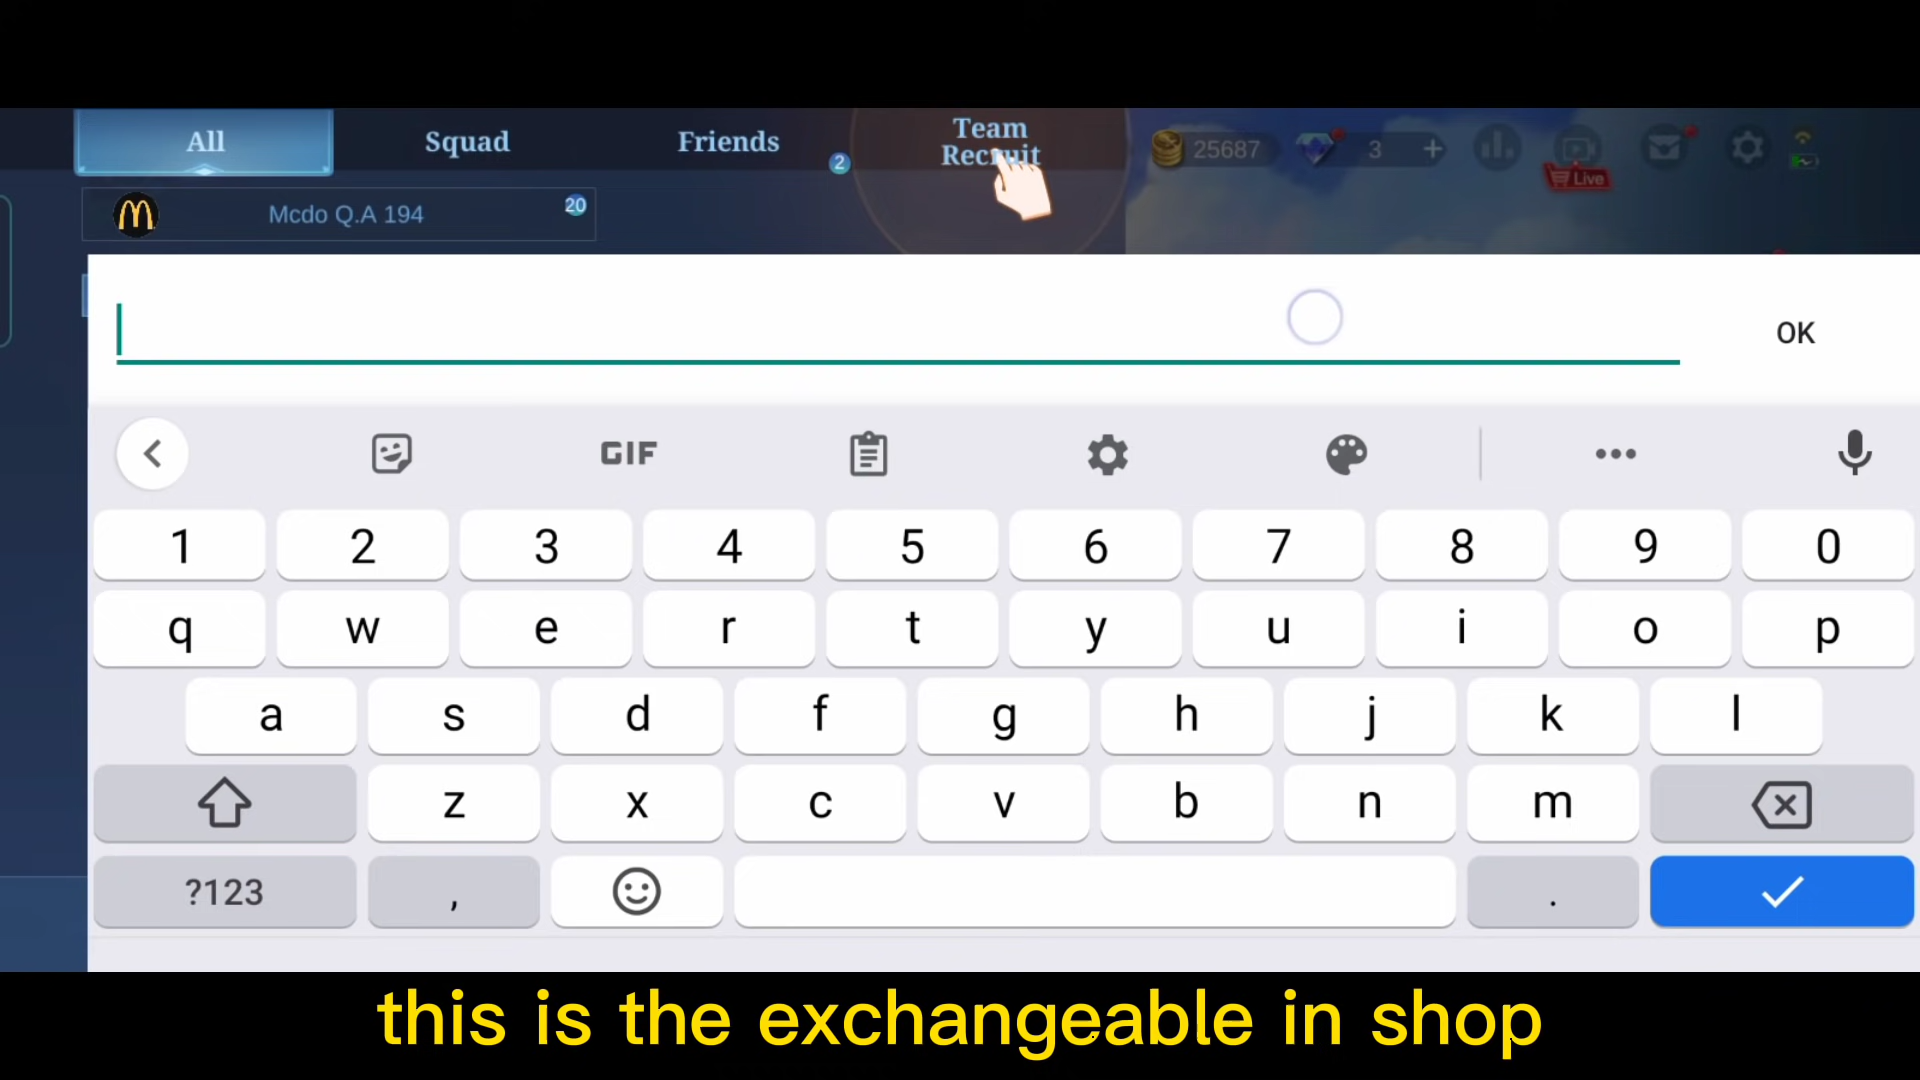 All
Squad
Friends
2
Team
Recruit
25687
3
Live
Mcdo Q.A 194
20
OK
GIF
1 2 3 4 5 6 7 8 9 0
q w e r t y u i o p
a s d f g h j k l
z x c v b n m
?123 , .
this is the exchangeable in shop